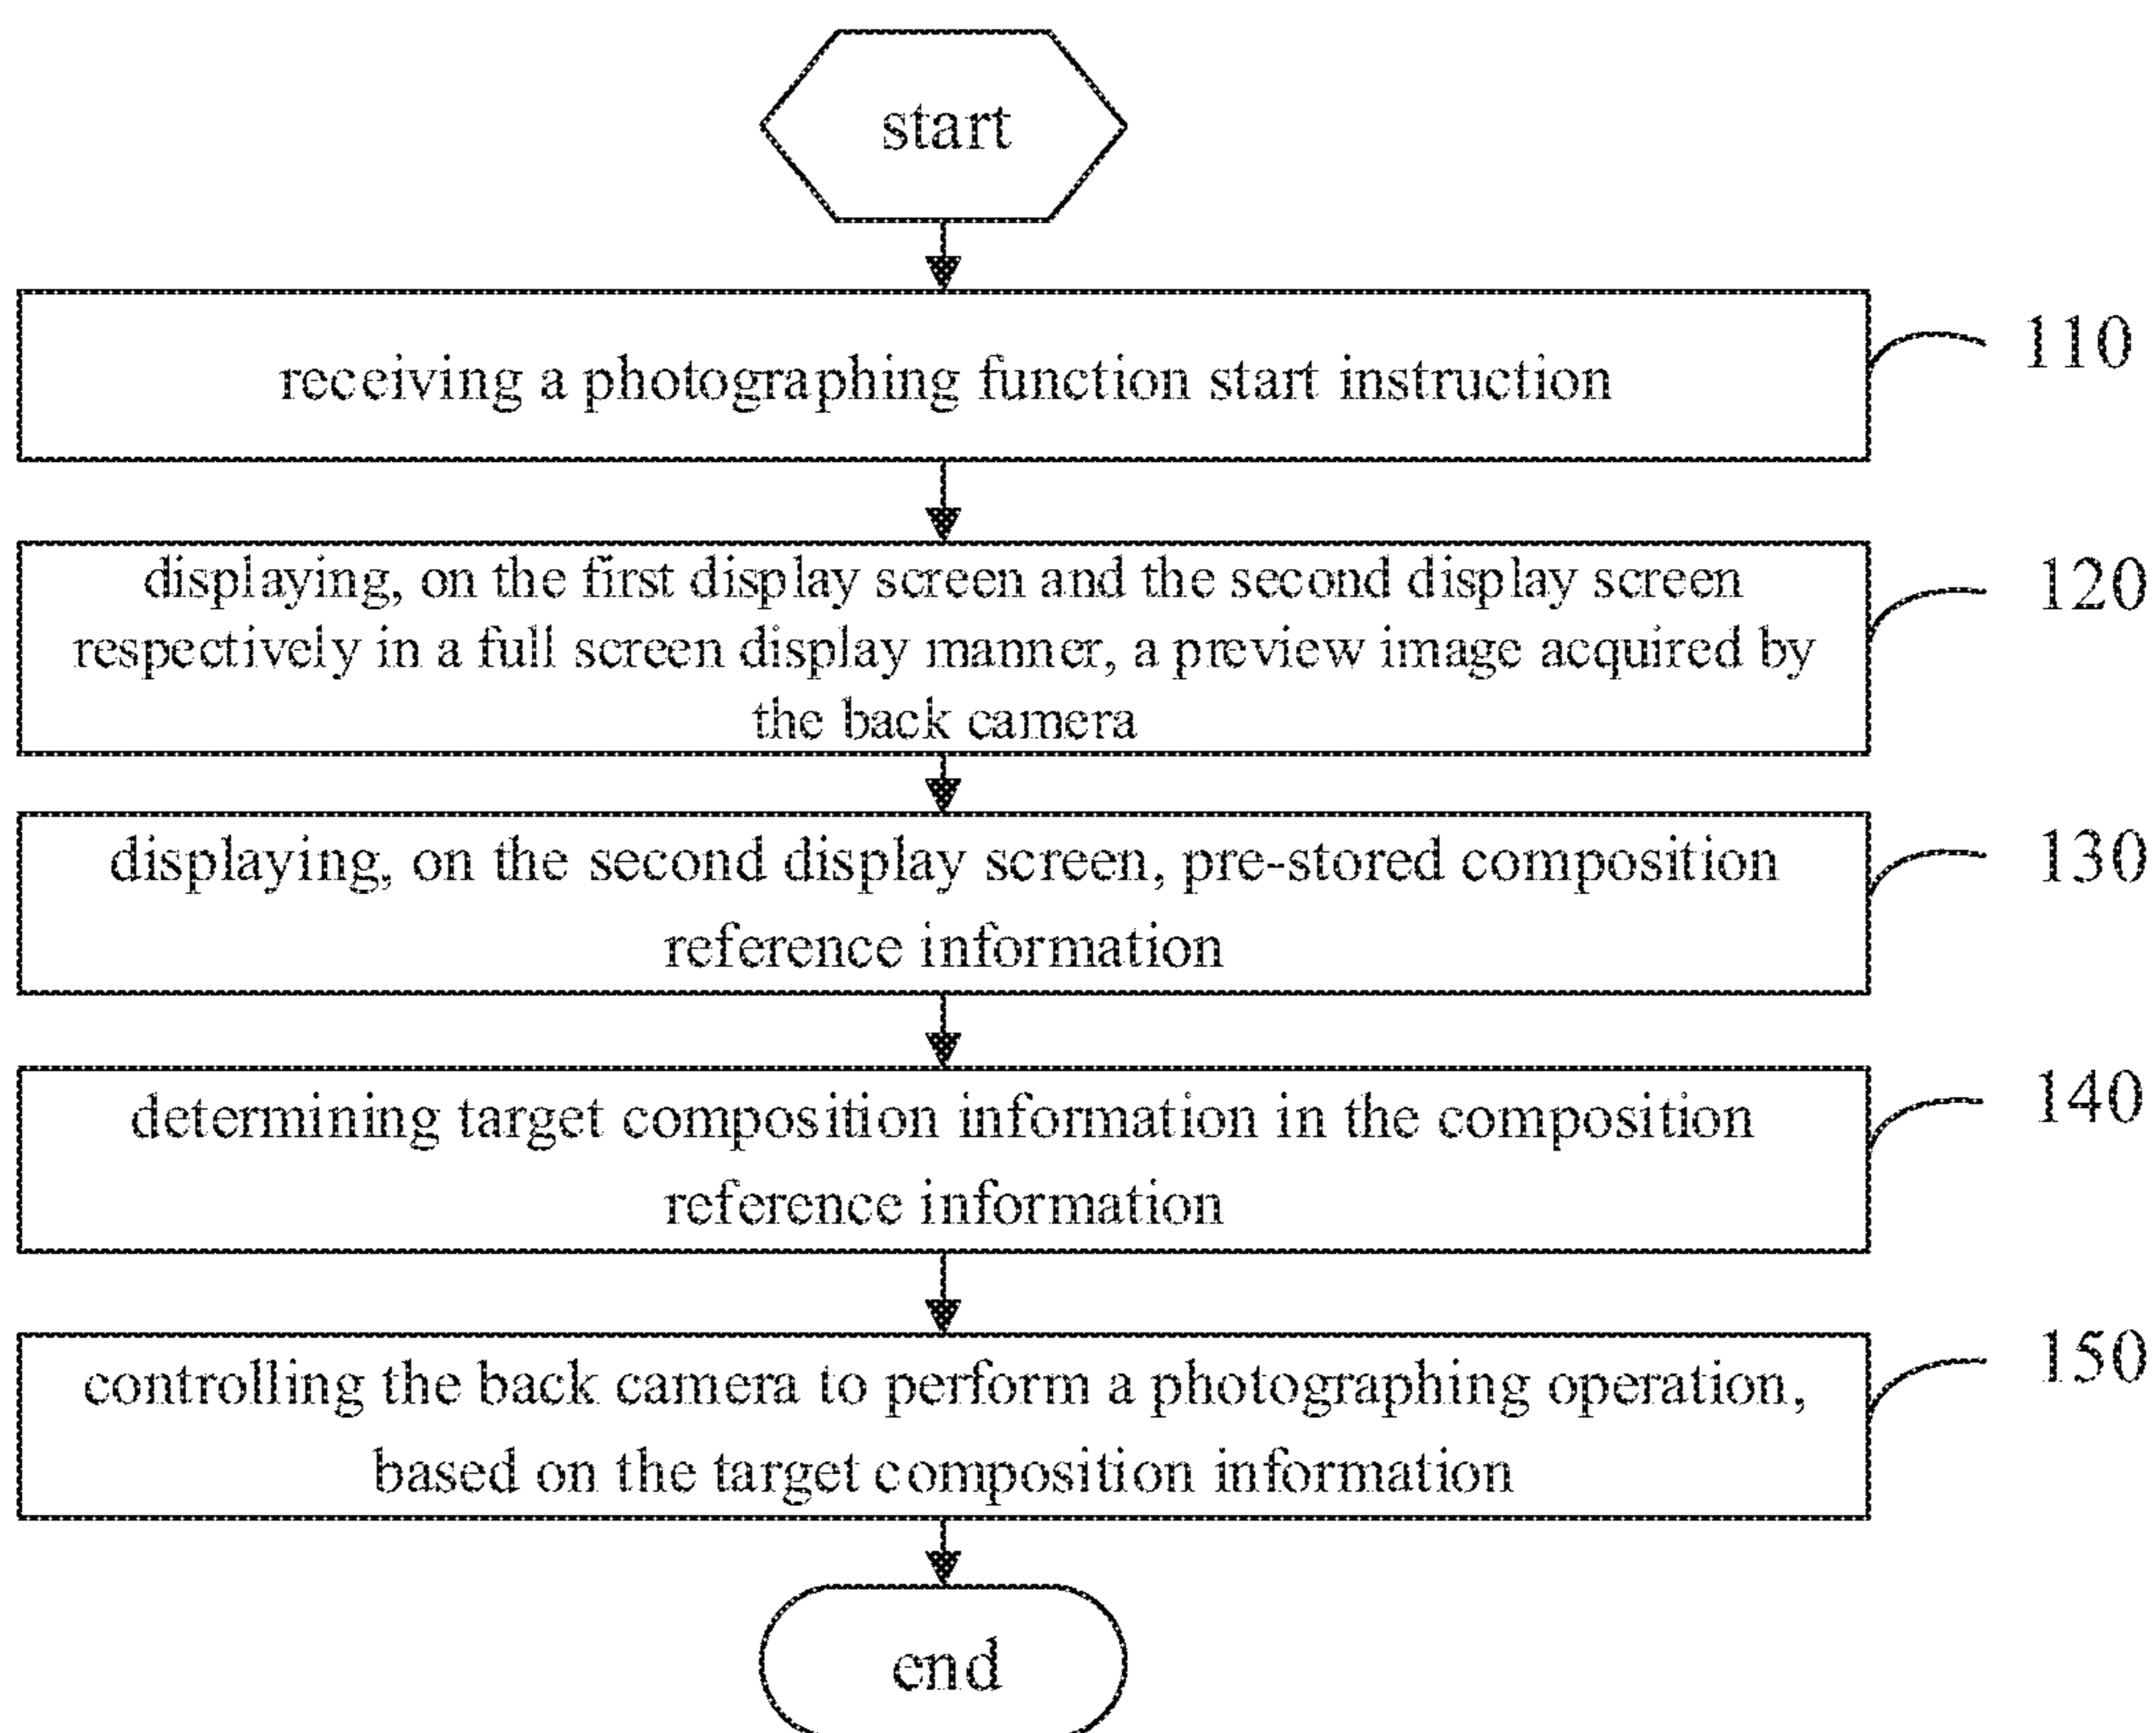 start
receiving a photographing function start instruction
110
displaying, on the first display screen and the second display screen
respectively in a full screen display manner, a preview image acquired by
the back camera
120
displaying, on the second display screen, pre-stored composition
reference information
130
determining target composition information in the composition
reference information
140
controlling the back camera to perform a photographing operation,
based on the target composition information
150
end